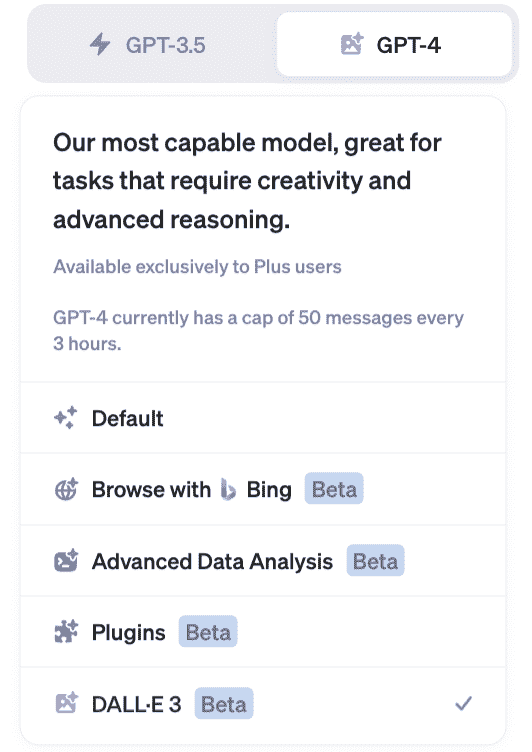 GPT-3.5
GPT-4
Our most capable model, great for
tasks that require creativity and
advanced reasoning.
Available exclusively to Plus users
GPT-4 currently has a cap of 50 messages every
3 hours.
Default
Browse with Bing Beta
Advanced Data Analysis Beta
Plugins Beta
DALL·E 3 Beta